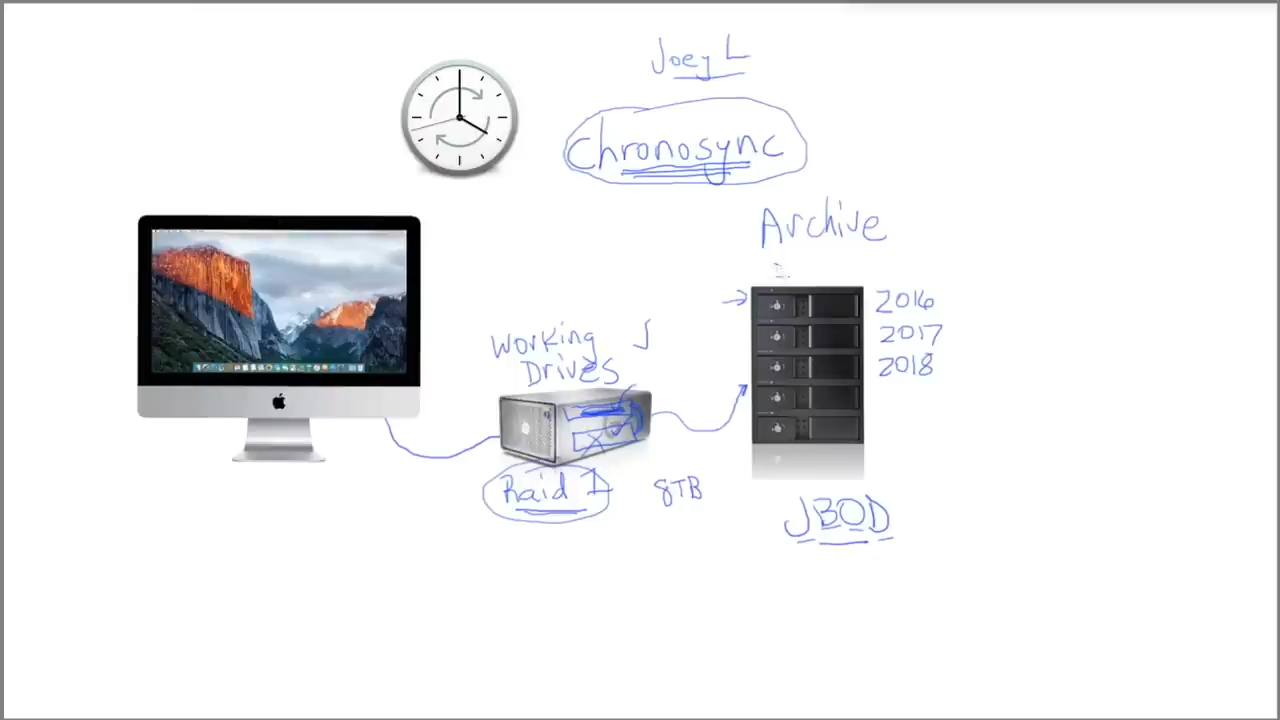 Joey L
Chronosync
Archive
2016
2017
2018
Working
Drives
Raid 1
8TB
JBOD